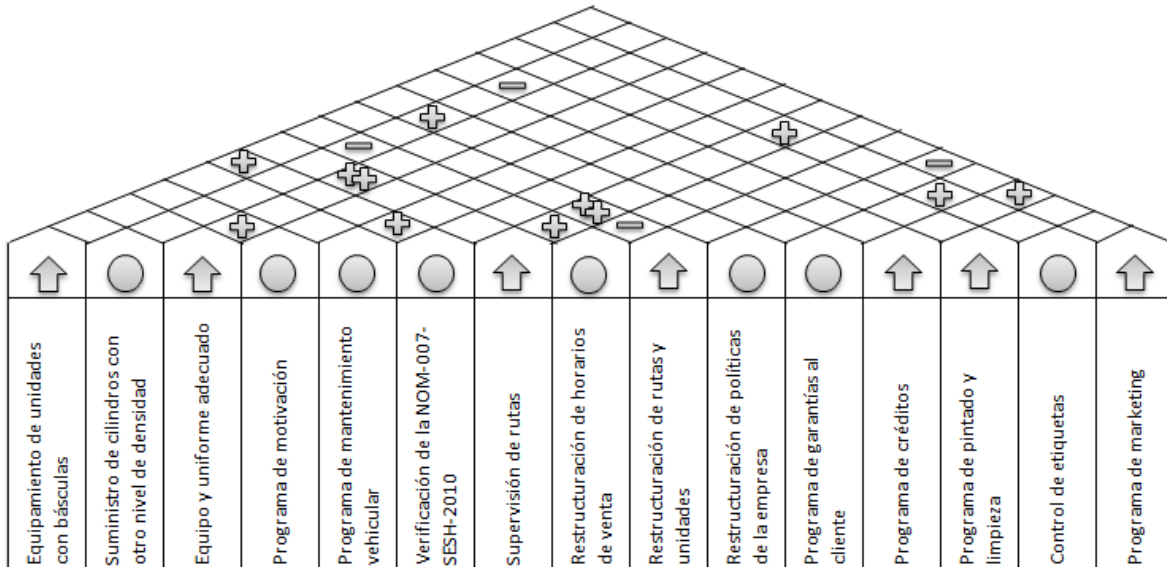 Equipamiento de unidades
con básculas
Suministro de cilindros con
otro nivel de densidad
Equipo y uniforme adecuado
Programa de motivación
Programa de mantenimiento
vehicular
Verificación de la NOM-007-
SESH-2010
Supervisión de rutas
Restructuración de horarios
de venta
Restructuración de rutas y
unidades
Restructuración de políticas
de la empresa
Programa de garantías al
cliente
Programa de créditos
Programa de pintado y
limpieza
Control de etiquetas
Programa de marketing